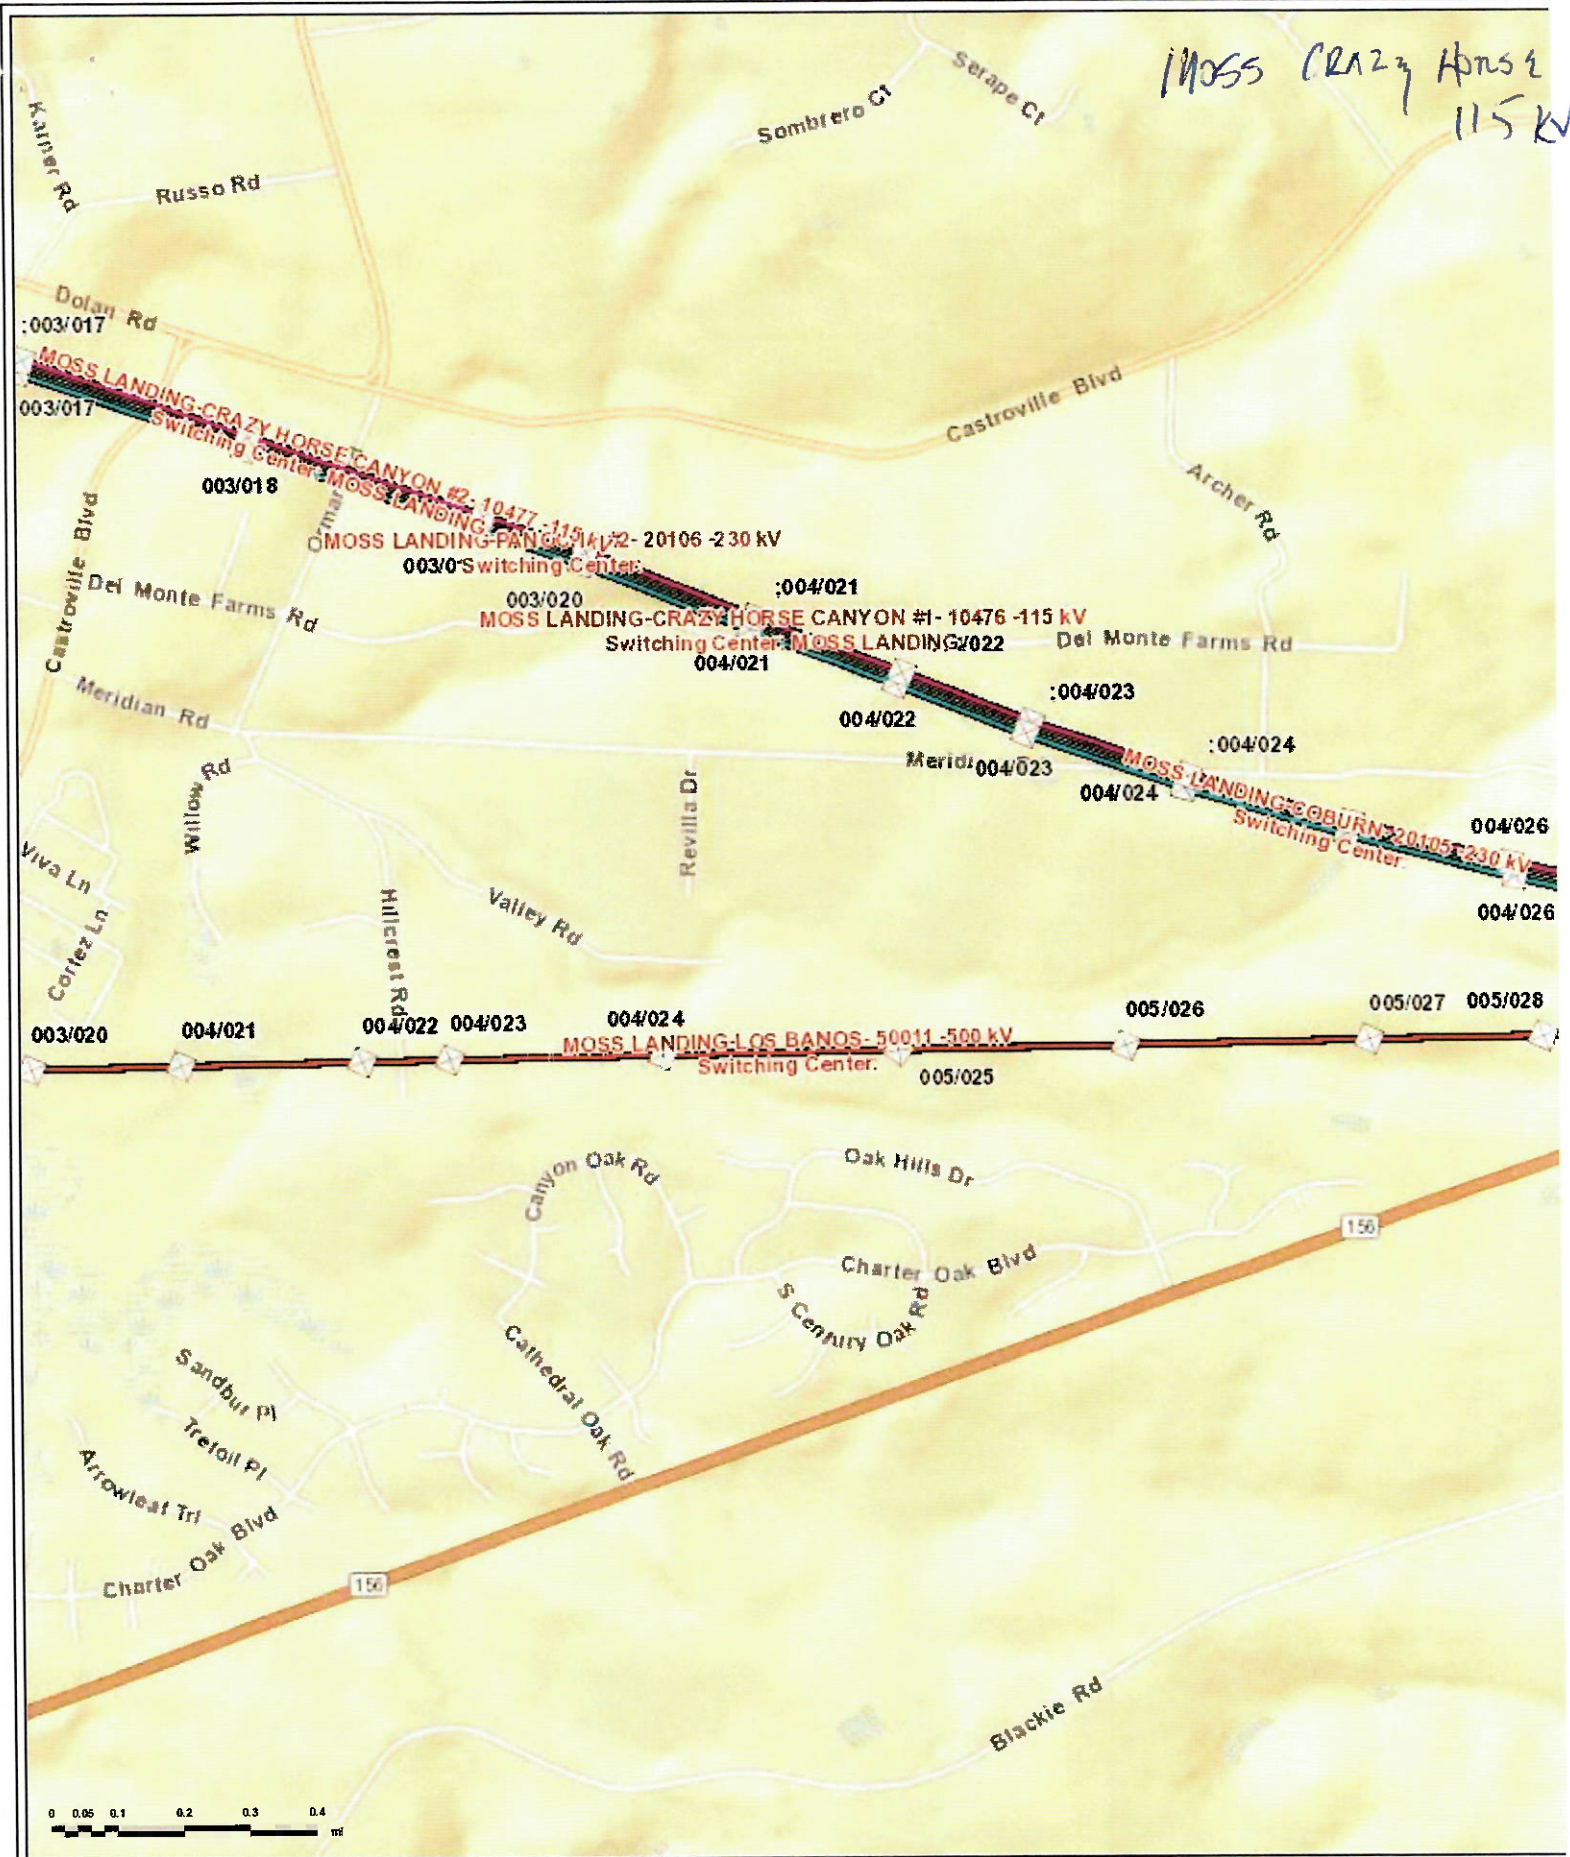 Moss CRAZy Horse
115 kV
Serape Ct
Sombrero Ct
Karner Rd
Russo Rd
Dolan Rd
:003/017
MOSS LANDING-CRAZY HORSE CANYON #2- 10477 -115 kV
Switching Center: MOSS LANDING
003/017
Castroville Blvd
003/018
Castroville Blvd
Archer Rd
MOSS LANDING-PANOCHE #2- 20106 -230 kV
Switching Center:
003/020
:004/021
Del Monte Farms Rd
MOSS LANDING-CRAZY HORSE CANYON #1- 10476 -115 kV
Switching Center: MOSS LANDING
/022
Del Monte Farms Rd
004/021
Meridian Rd
:004/023
004/022
:004/024
Meridi
004/023
MOSS LANDING-COBURN- 20105 -230 kV
Switching Center:
004/024
004/026
Willow Rd
Revilla Dr
Viva Ln
Cortez Ln
Hillcrest Rd
Valley Rd
004/026
003/020
004/021
004/022
004/023
004/024
005/026
005/027
005/028
MOSS LANDING-LOS BANOS- 50011 -500 kV
Switching Center:
005/025
Canyon Oak Rd
Oak Hills Dr
156
Charter Oak Blvd
S Century Oak Rd
Cathedral Oak Rd
Sandbur Pl
Trefoil Pl
Arrowleaf Trl
Charter Oak Blvd
156
Blackie Rd
0 0.05 0.1 0.2 0.3 0.4
mi